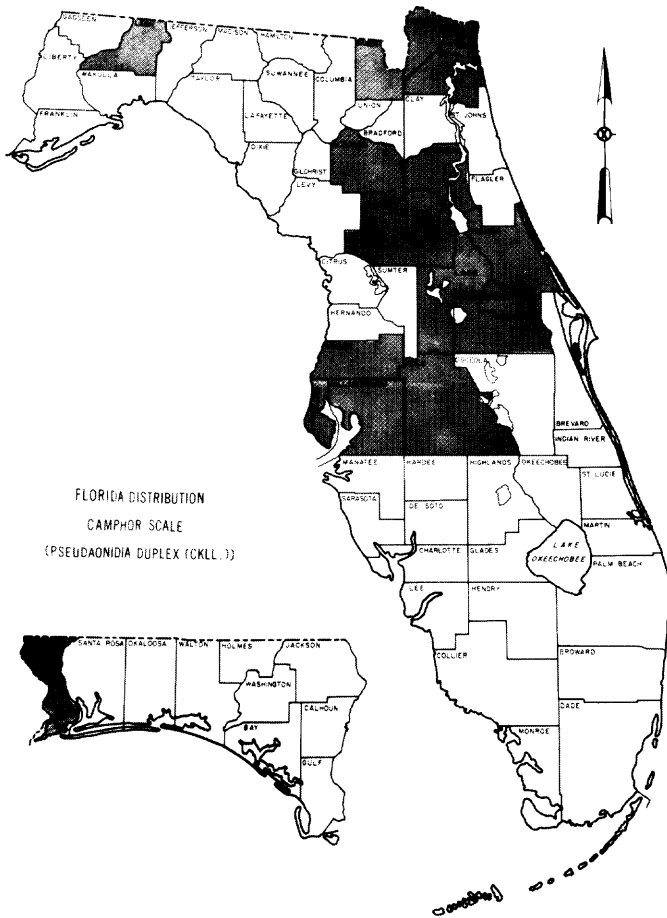 GADSDEN
JEFFERSON
MADISON
HAMILTON
LIBERTY
WAKULLA
TAYLOR
SUWANNEE
COLUMBIA
FRANKLIN
LAFAYETTE
UNION
CLAY
BRADFORD
ST JOHNS
DIXIE
GILCHRIST
LEVY
FLAGLER
CITRUS
SUMTER
HERNANDO
OSCEOLA
BREVARD
INDIAN RIVER
MANATEE
HARDEE
HIGHLANDS
OKEECHOBEE
ST LUCIE
SARASOTA
DE SOTO
MARTIN
CHARLOTTE
GLADES
LAKE
OKEECHOBEE
PALM BEACH
LEE
HENDRY
COLLIER
BROWARD
DADE
MONROE
FLORIDA DISTRIBUTION
CAMPHOR SCALE
(PSEUDAONIDIA DUPLEX (CKLL.))
SANTA ROSA
OKALOOSA
WALTON
HOLMES
JACKSON
WASHINGTON
CALHOUN
BAY
GULF